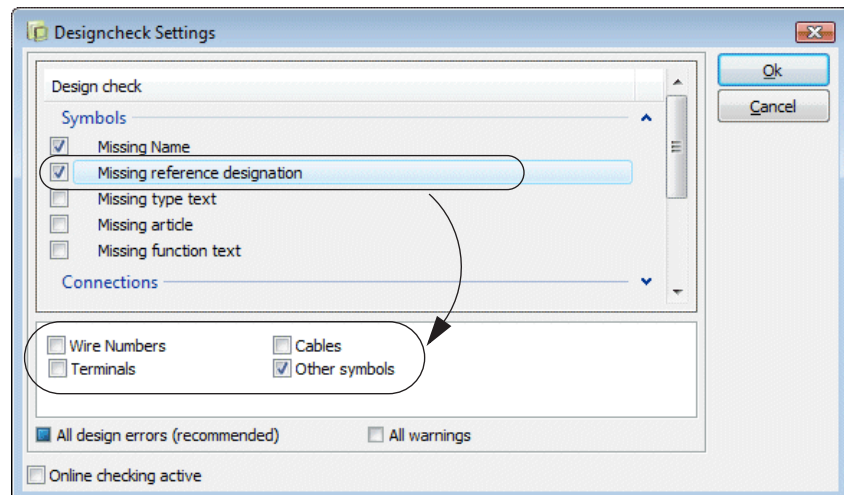 Designcheck Settings
Ok
Cancel
Design check
Symbols
Missing Name
Missing reference designation
Missing type text
Missing article
Missing function text
Connections
Wire Numbers Cables
Terminals Other symbols
All design errors (recommended) All warnings
Online checking active